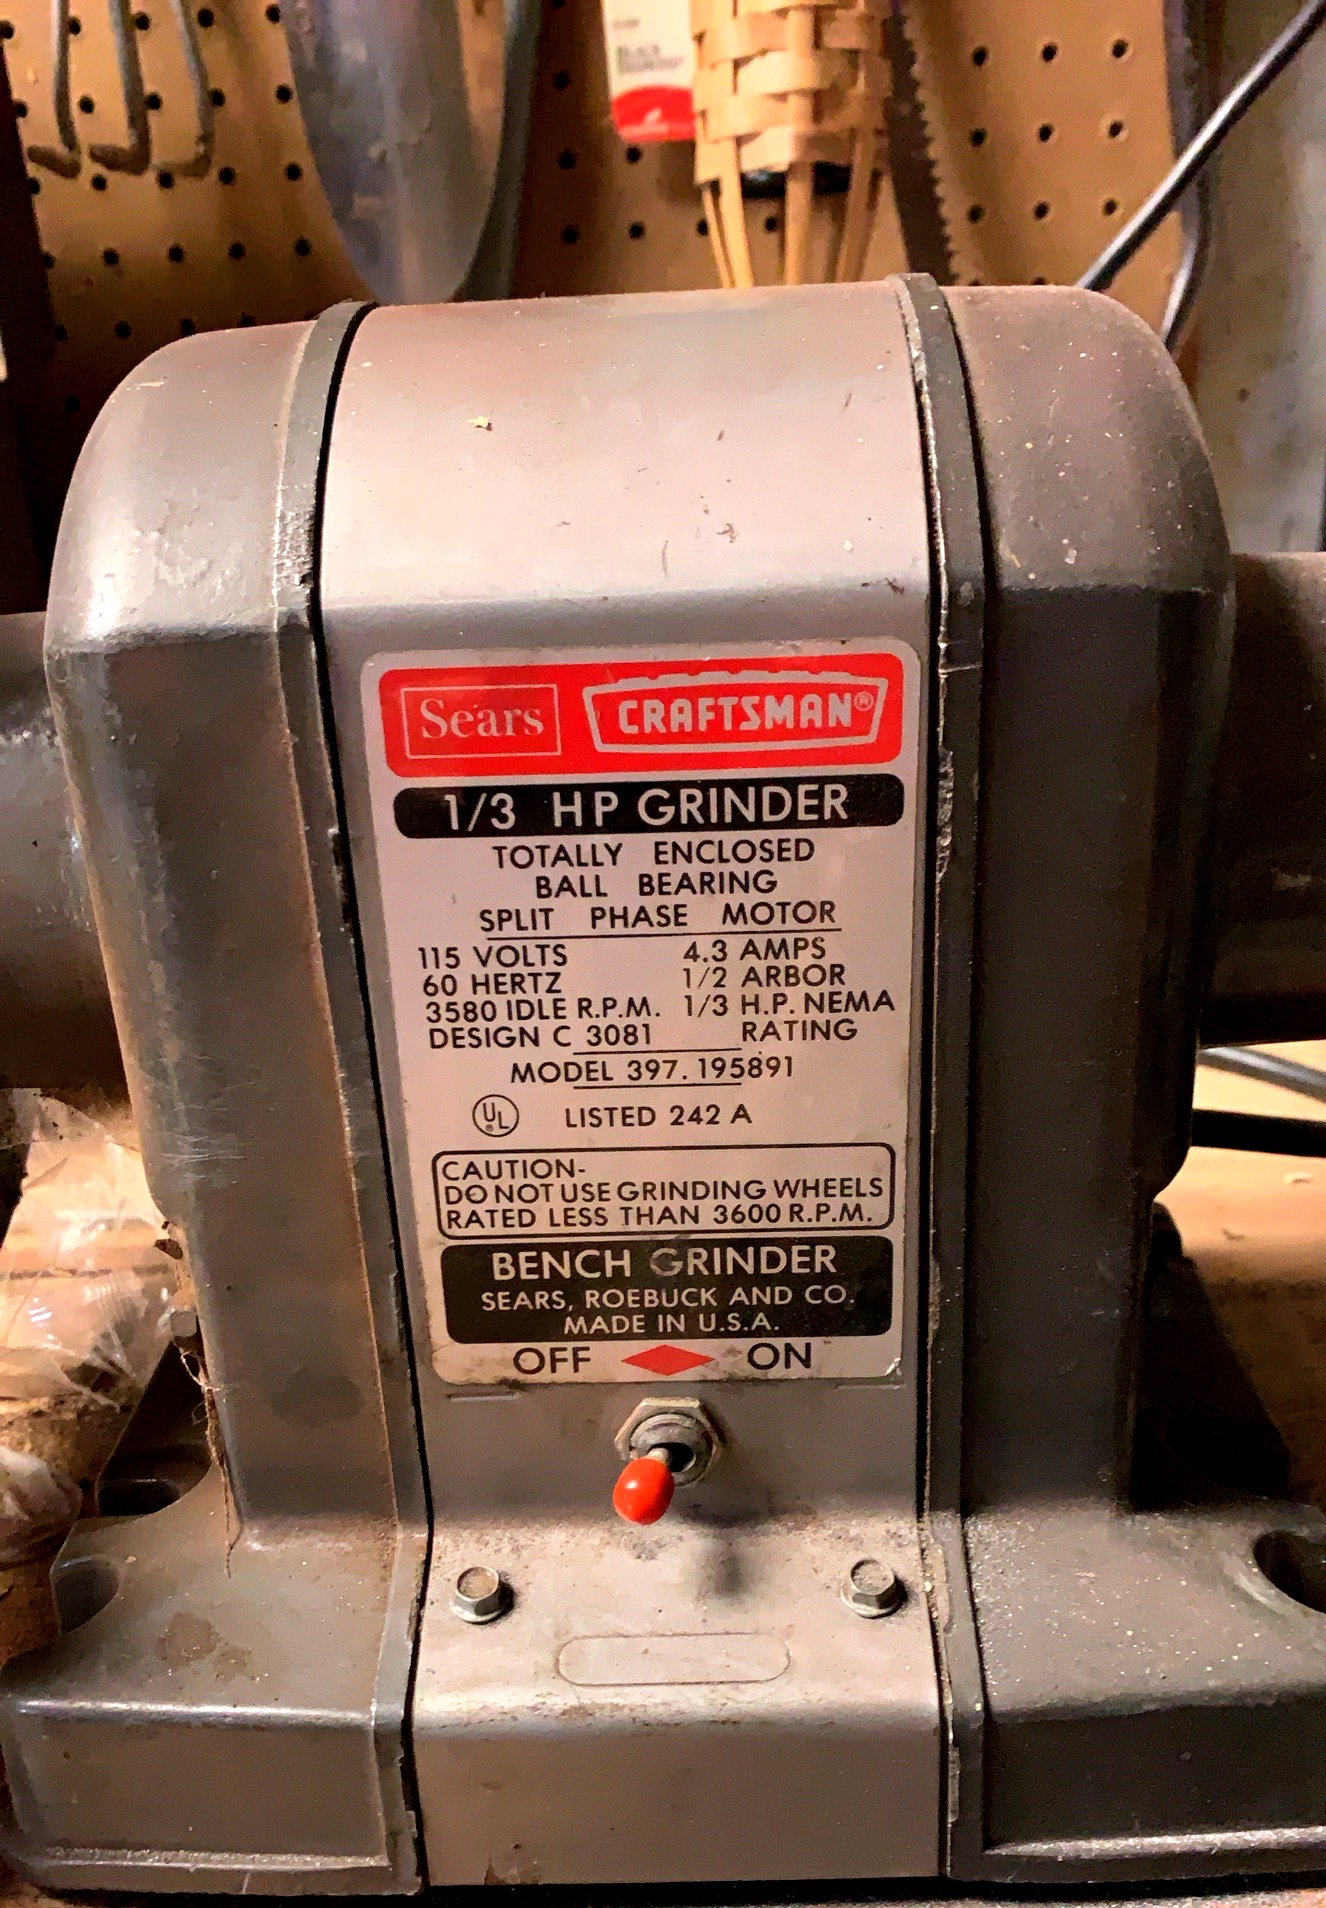 Sears CRAFTSMAN®
1/3 HP GRINDER
TOTALLY ENCLOSED
BALL BEARING
SPLIT PHASE MOTOR
115 VOLTS 4.3 AMPS
60 HERTZ 1/2 ARBOR
3580 IDLE R.P.M. 1/3 H.P. NEMA
DESIGN C 3081 RATING
MODEL 397.195891
UL LISTED 242 A
CAUTION-
DO NOT USE GRINDING WHEELS
RATED LESS THAN 3600 R.P.M.
BENCH GRINDER
SEARS, ROEBUCK AND CO.
MADE IN U.S.A.
OFF ON